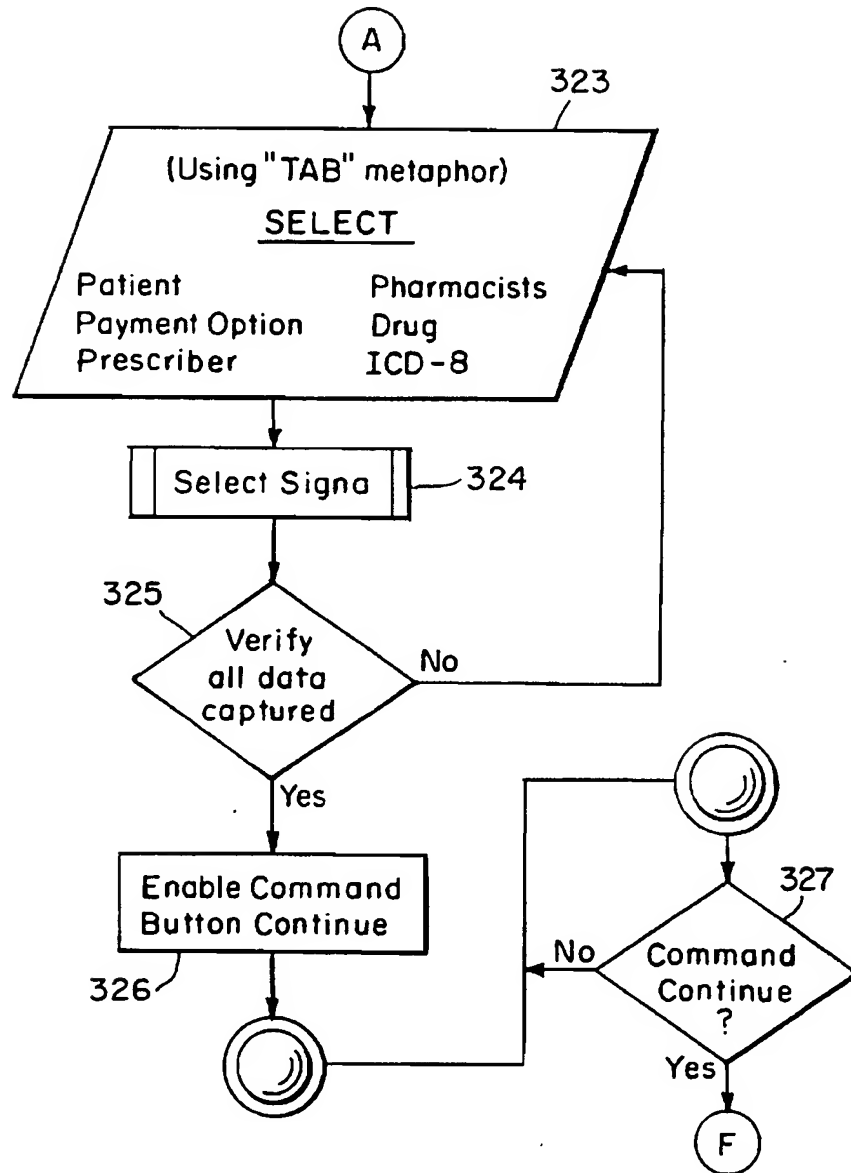 A
323
(Using "TAB" metaphor)
SELECT
Patient Pharmacists
Payment Option Drug
Prescriber ICD-8
Select Signa
324
325
Verify
all data
captured
No
Yes
Enable Command
Button Continue
326
327
Command
Continue
?
No
Yes
F